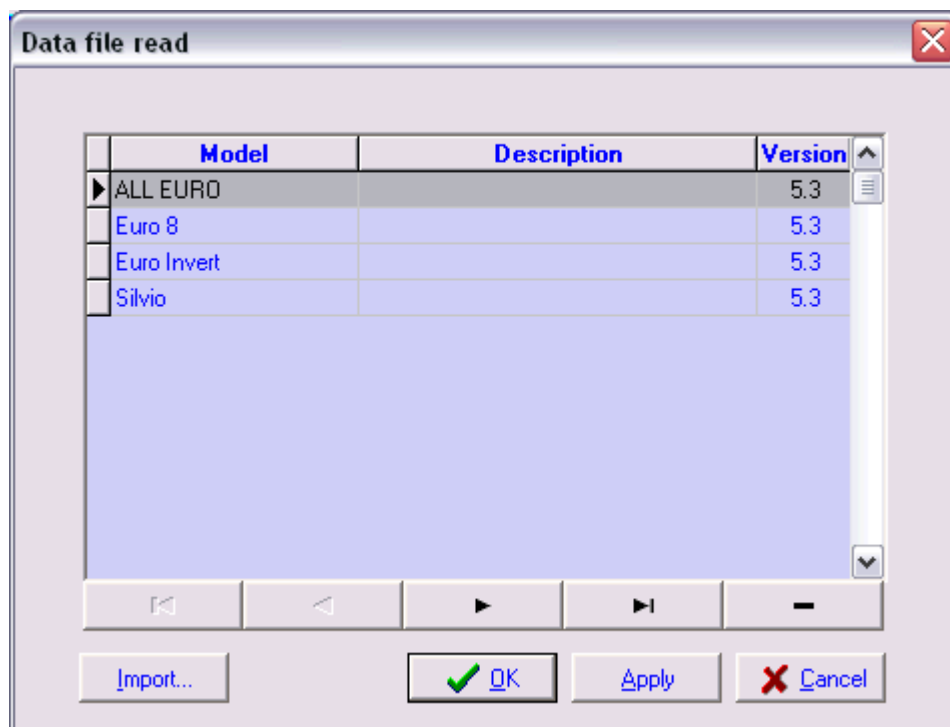 Data file read
Model Description Version
ALL EURO 5.3
Euro 8 5.3
Euro Invert 5.3
Silvio 5.3
Import... OK Apply Cancel